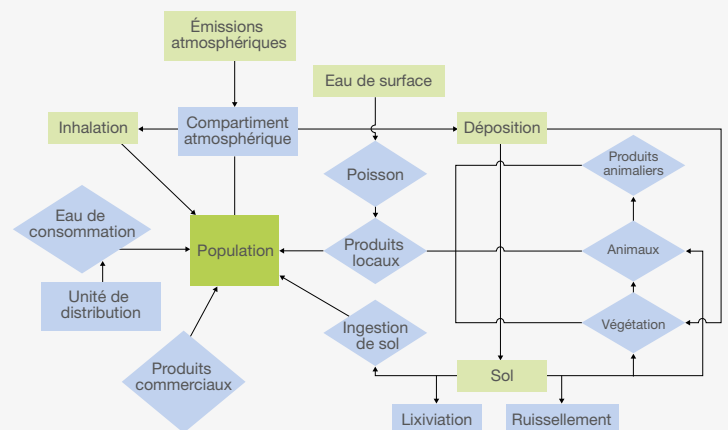 Émissions
atmosphériques
Eau de surface
Inhalation
Compartiment
atmosphérique
Déposition
Produits
animaliers
Poisson
Eau de
consommation
Population
Produits
locaux
Animaux
Unité de
distribution
Ingestion
de sol
Végétation
Produits
commerciaux
Sol
Lixiviation
Ruissellement